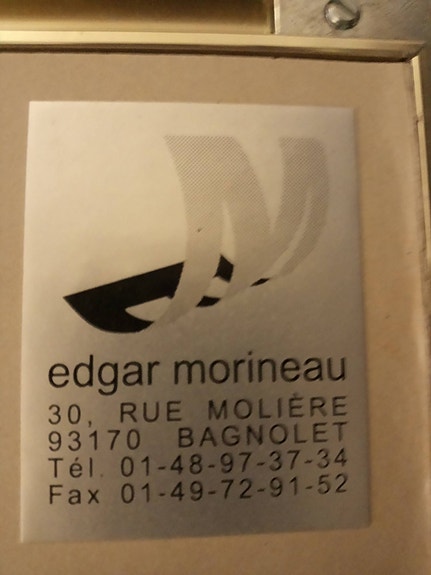 edgar morineau
30, RUE MOLIÈRE
93170 BAGNOLET
Tél. 01-48-97-37-34
Fax 01-49-72-91-52